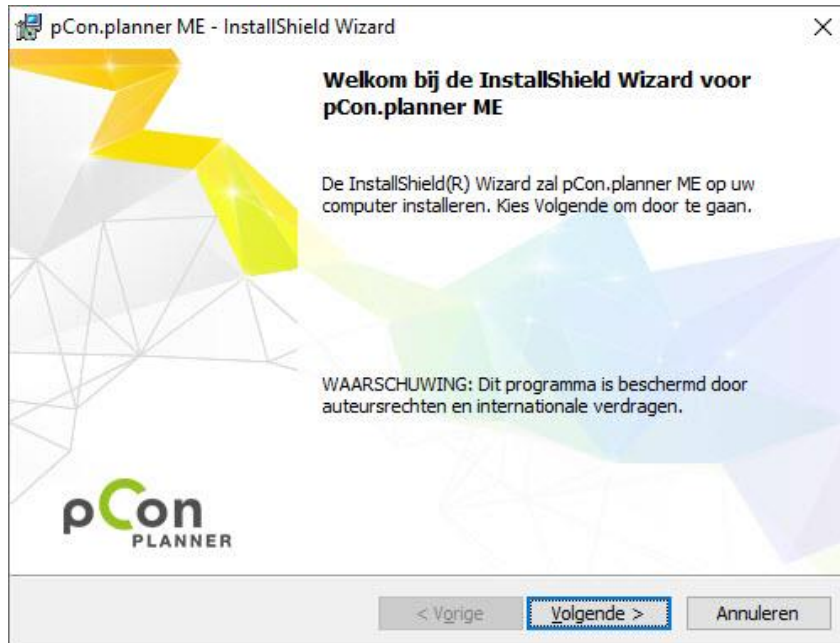 pCon.planner ME - InstallShield Wizard
Welkom bij de InstallShield Wizard voor
pCon.planner ME
De InstallShield(R) Wizard zal pCon.planner ME op uw
computer installeren. Kies Volgende om door te gaan.
WAARSCHUWING: Dit programma is beschermd door
auteursrechten en internationale verdragen.
pCon
PLANNER
< Vorige Volgende > Annuleren